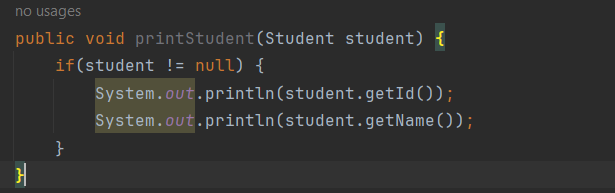 no usages
public void printStudent(Student student) {
    if(student != null) {
        System.out.println(student.getId());
        System.out.println(student.getName());
    }
}